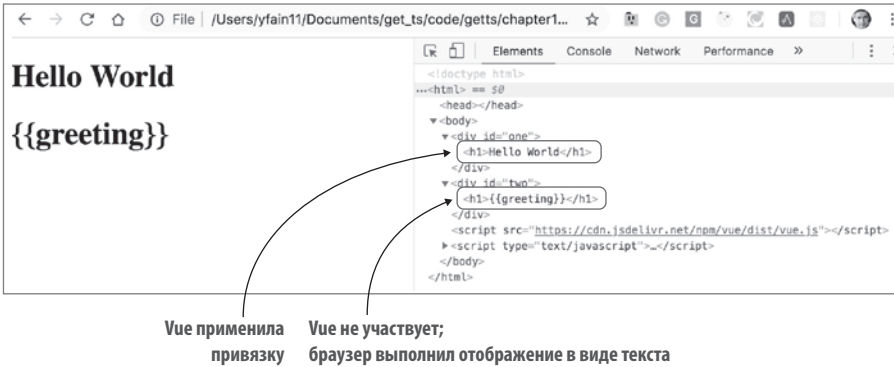 File | /Users/yfain11/Documents/get_ts/code/getts/chapter1...
Elements Console Network Performance »
Hello World
{{greeting}}
<!doctype html>
...<html> == $0
<head></head>
▼<body>
▼<div id="one">
<h1>Hello World</h1>
</div>
▼<div id="two">
<h1>{{greeting}}</h1>
</div>
<script src="https://cdn.jsdelivr.net/npm/vue/dist/vue.js"></script>
▶<script type="text/javascript">…</script>
</body>
</html>
Vue применила
привязку
Vue не участвует;
браузер выполнил отображение в виде текста